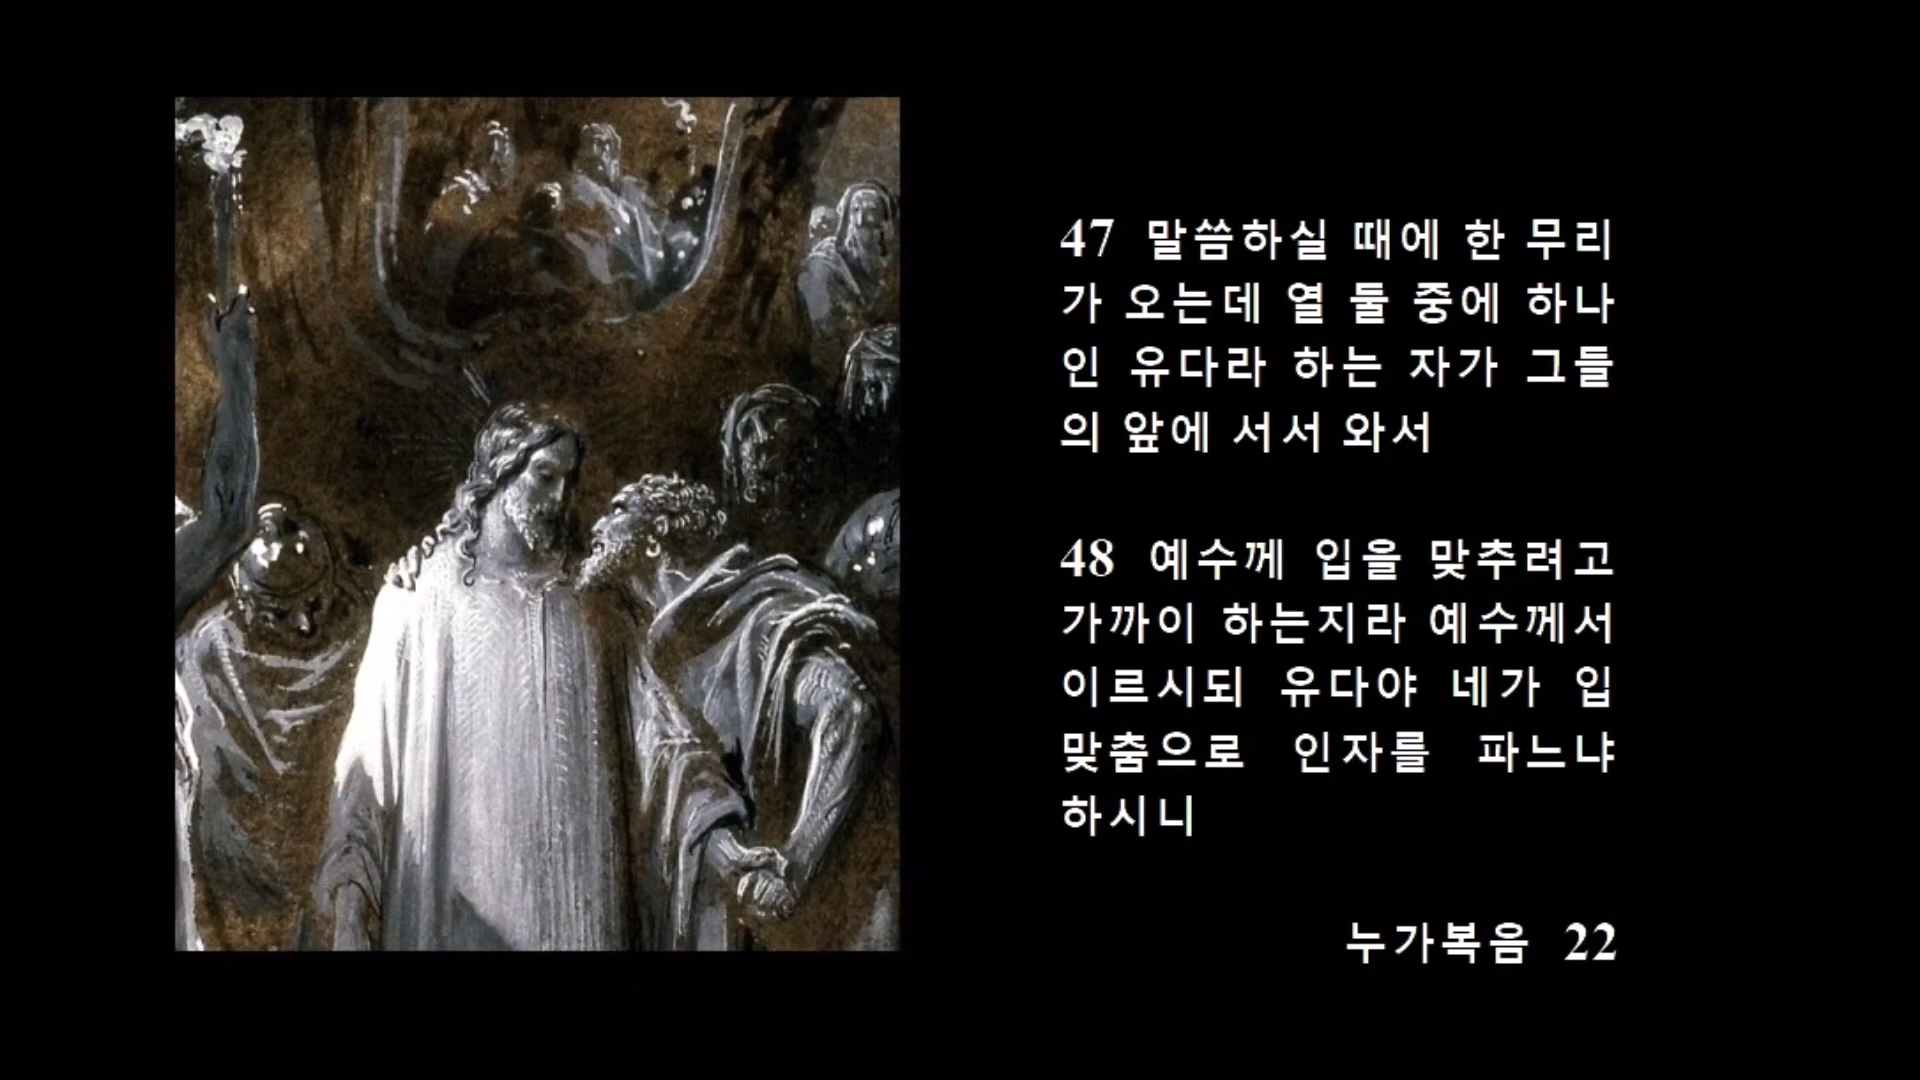 47 말씀하실 때에 한 무리
가 오는데 열 둘 중에 하나
인 유다라 하는 자가 그들
의 앞에 서서 와서
48 예수께 입을 맞추려고
가까이 하는지라 예수께서
이르시되 유다야 네가 입
맞춤으로 인자를 파느냐
하시니
누가복음 22